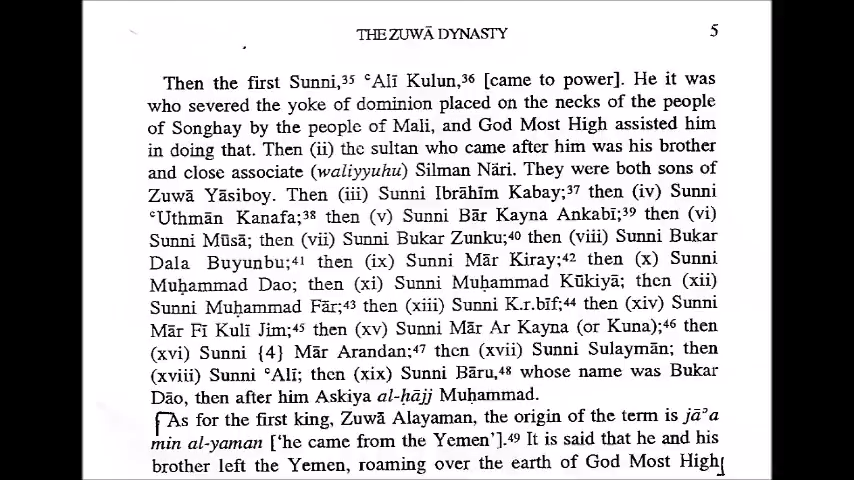 THE ZUWĀ DYNASTY
5
Then the first Sunni,³⁵ ᶜAlī Kulun,³⁶ [came to power]. He it was
who severed the yoke of dominion placed on the necks of the people
of Songhay by the people of Mali, and God Most High assisted him
in doing that. Then (ii) the sultan who came after him was his brother
and close associate (waliyyuhu) Silman Nāri. They were both sons of
Zuwā Yāsiboy. Then (iii) Sunni Ibrāhīm Kabay;³⁷ then (iv) Sunni
ᶜUthmān Kanafa;³⁸ then (v) Sunni Bār Kayna Ankabī;³⁹ then (vi)
Sunni Mūsā; then (vii) Sunni Bukar Zunku;⁴⁰ then (viii) Sunni Bukar
Dala Buyunbu;⁴¹ then (ix) Sunni Mār Kiray;⁴² then (x) Sunni
Muḥammad Dao; then (xi) Sunni Muḥammad Kūkiyā; then (xii)
Sunni Muḥammad Fār;⁴³ then (xiii) Sunni K.r.bīf;⁴⁴ then (xiv) Sunni
Mār Fī Kulī Jim;⁴⁵ then (xv) Sunni Mār Ar Kayna (or Kuna);⁴⁶ then
(xvi) Sunni {4} Mār Arandan;⁴⁷ then (xvii) Sunni Sulaymān; then
(xviii) Sunni ᶜAlī; then (xix) Sunni Bāru,⁴⁸ whose name was Bukar
Dāo, then after him Askiya al-ḥājj Muḥammad.
As for the first king, Zuwā Alayaman, the origin of the term is jāʾa
min al-yaman ['he came from the Yemen'].⁴⁹ It is said that he and his
brother left the Yemen, roaming over the earth of God Most High